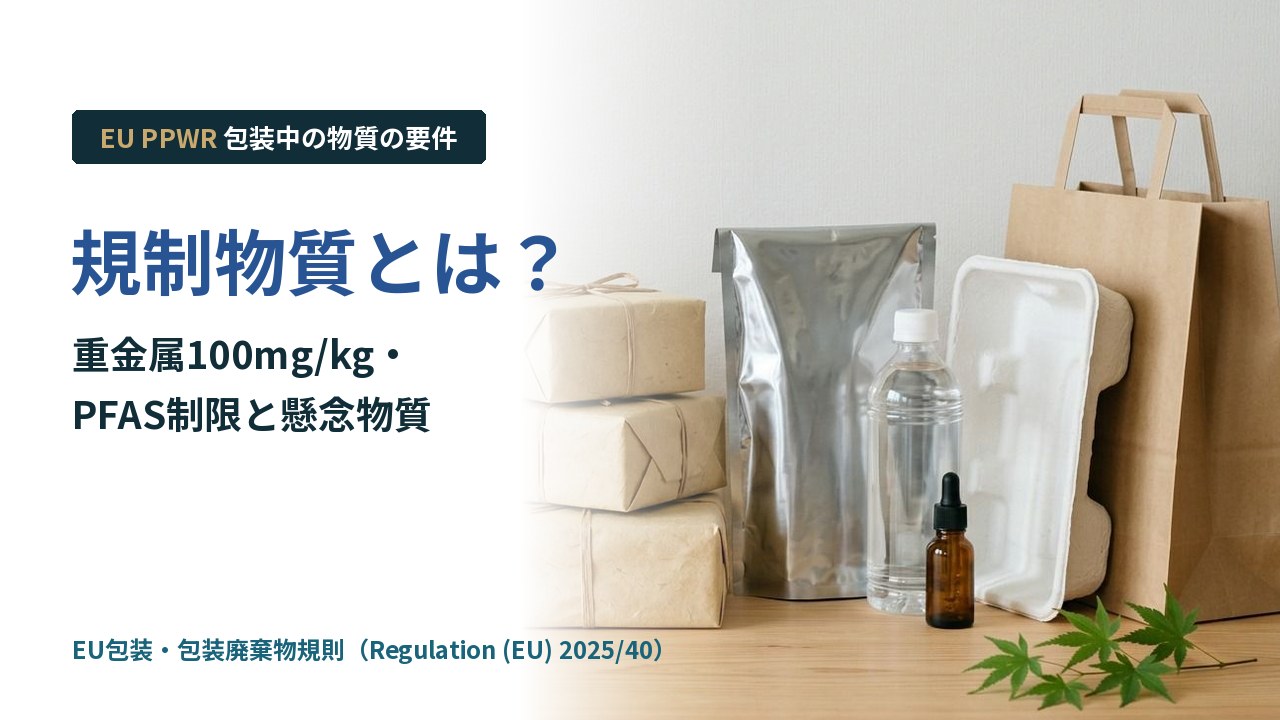 EU PPWR 包装中の物質の要件
規制物質とは？
重金属100mg/kg・
PFAS制限と懸念物質
EU包装・包装廃棄物規則（Regulation (EU) 2025/40）